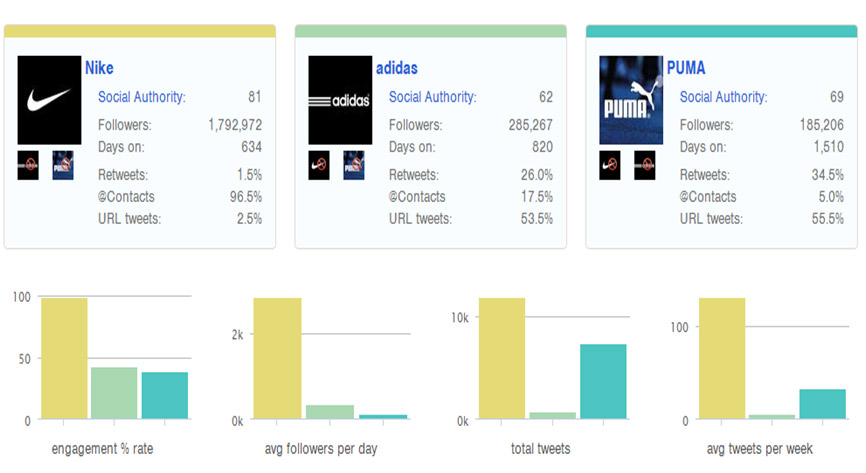 Nike
Social Authority: 81
Followers: 1,792,972
Days on: 634
Retweets: 1.5%
@Contacts 96.5%
URL tweets: 2.5%
adidas
adidas
Social Authority: 62
Followers: 285,267
Days on: 820
Retweets: 26.0%
@Contacts 17.5%
URL tweets: 53.5%
PUMA
PUMA
Social Authority: 69
Followers: 185,206
Days on: 1,510
Retweets: 34.5%
@Contacts 5.0%
URL tweets: 55.5%
100
50
0
engagement % rate
2k
0k
avg followers per day
10k
0k
total tweets
100
0
avg tweets per week